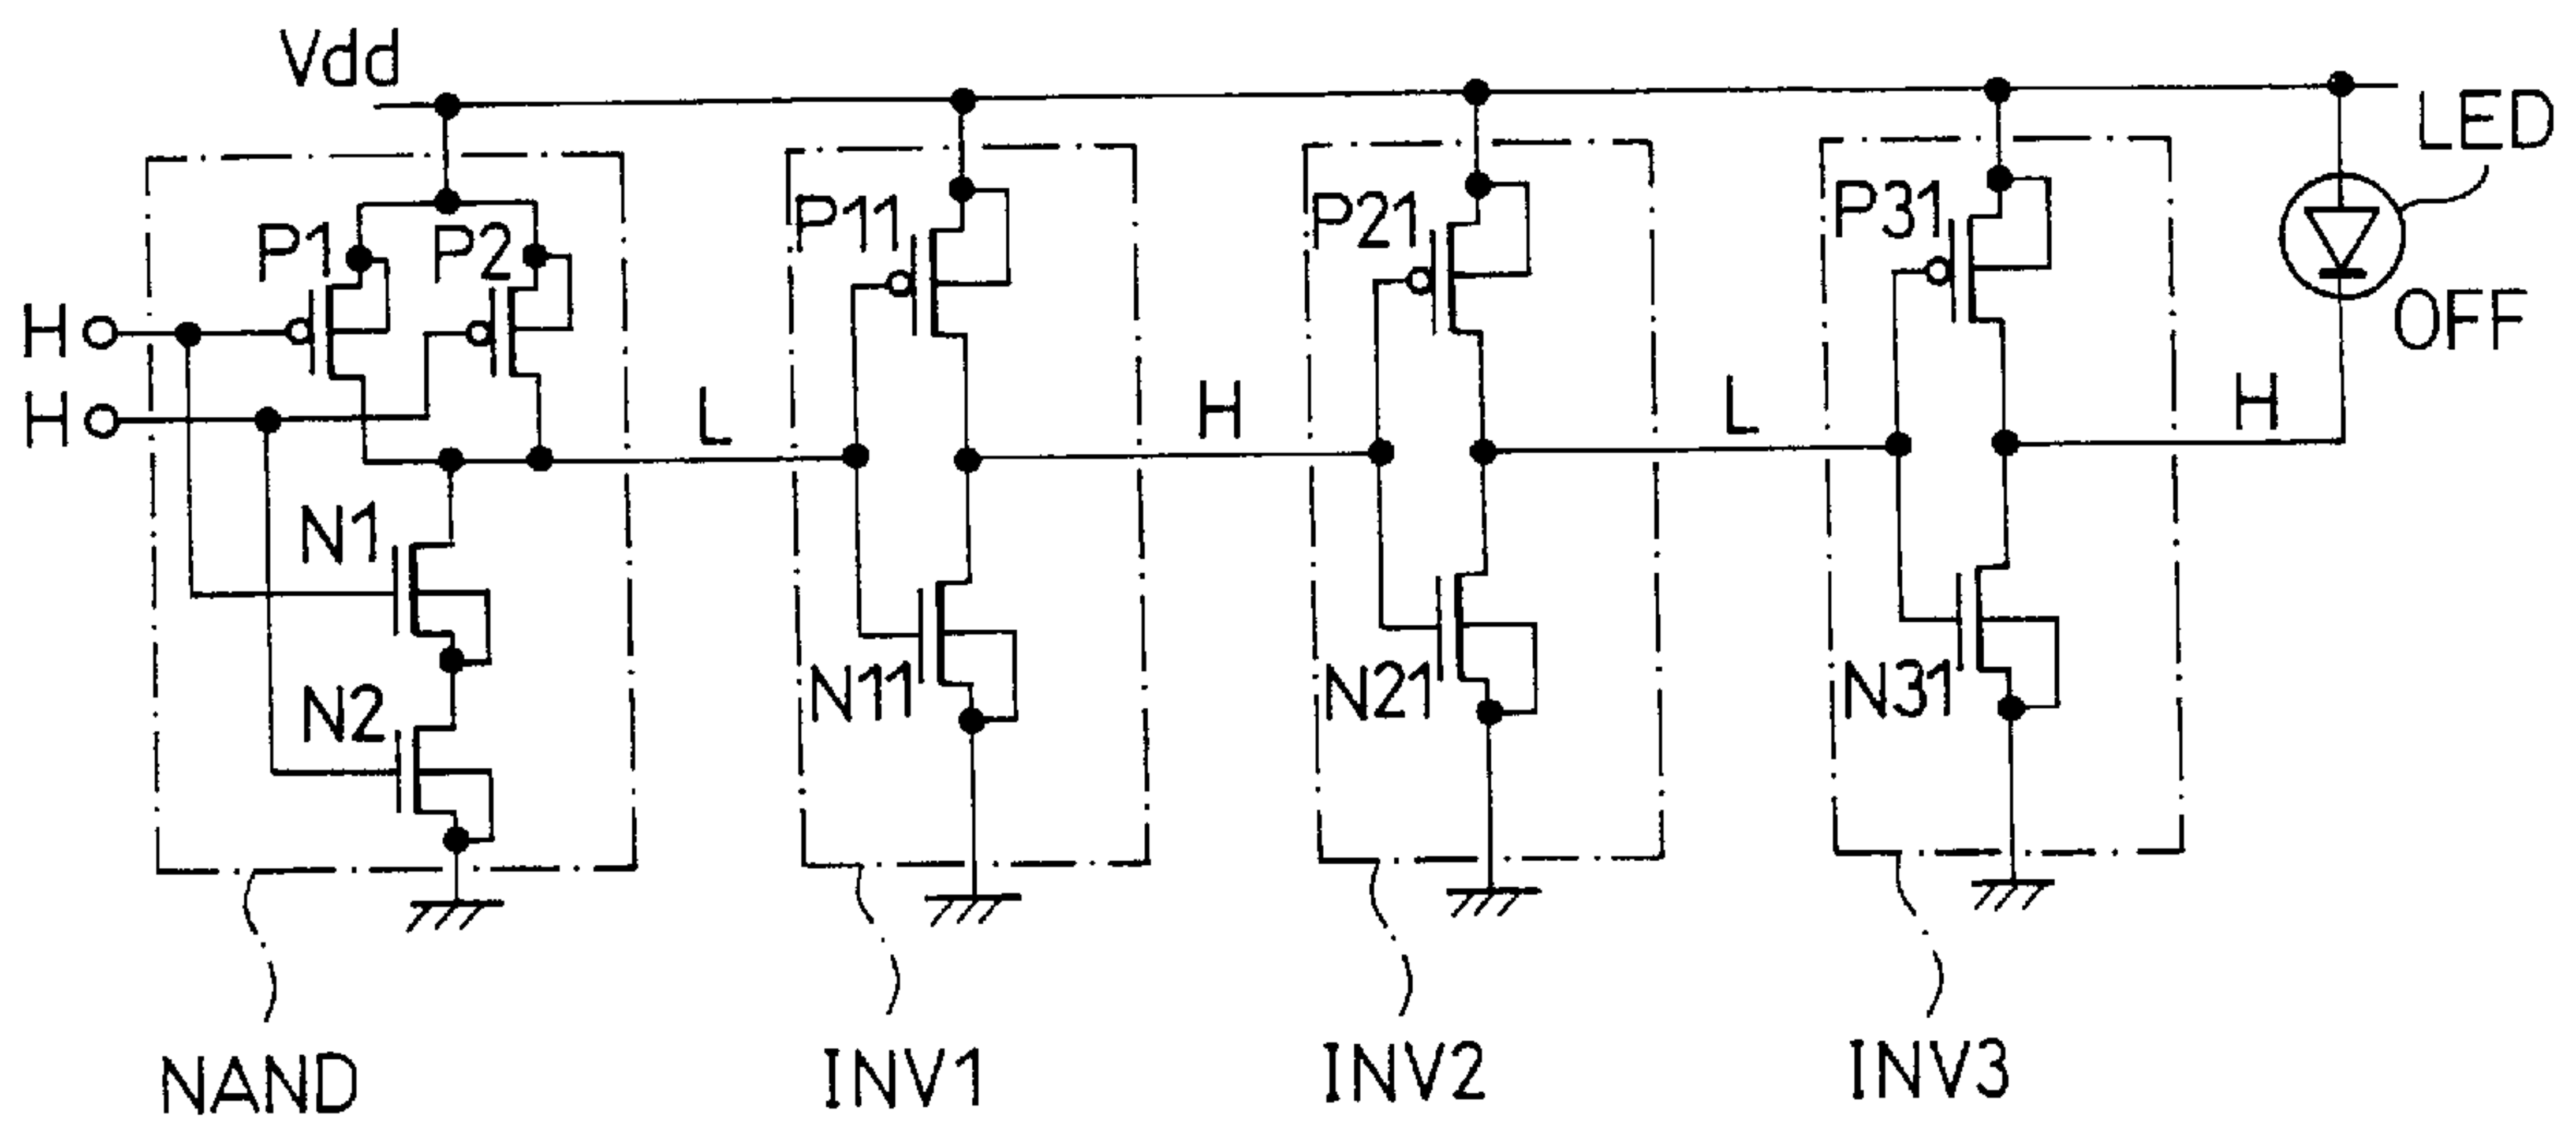 Vdd
LED
P1
P2
P11
P21
P31
H
OFF
H
L
H
L
H
N1
N11
N21
N31
N2
NAND
INV1
INV2
INV3